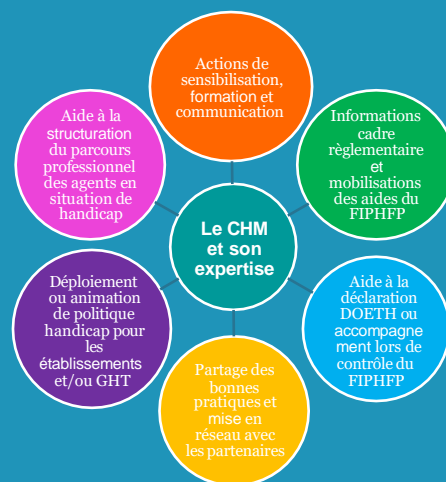 Actions de
sensibilisation,
formation et
communication
Informations
cadre
règlementaire
et
mobilisations
des aides du
FIPHFP
Aide à la
déclaration
DOETH ou
accompagne
ment lors de
contrôle du
FIPHFP
Partage des
bonnes
pratiques et
mise en
réseau avec
les partenaires
Déploiement
ou animation
de politique
handicap pour
les
établissements
et/ou GHT
Aide à la
structuration
du parcours
professionnel
des agents en
situation de
handicap
Le CHM
et son
expertise